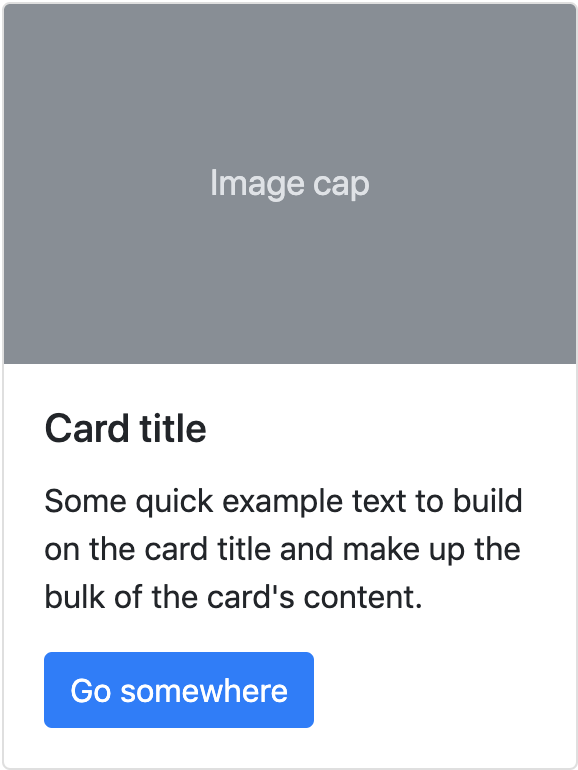 Image cap
Card title
Some quick example text to build
on the card title and make up the
bulk of the card's content.
Go somewhere